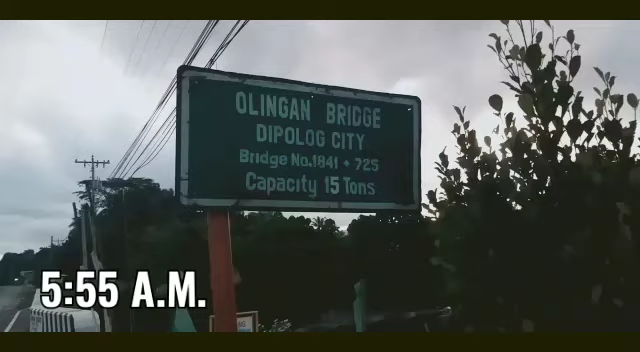 OLINGAN BRIDGE
DIPOLOG CITY
Bridge No.1841 + 725
Capacity 15 Tons
5:55 A.M.